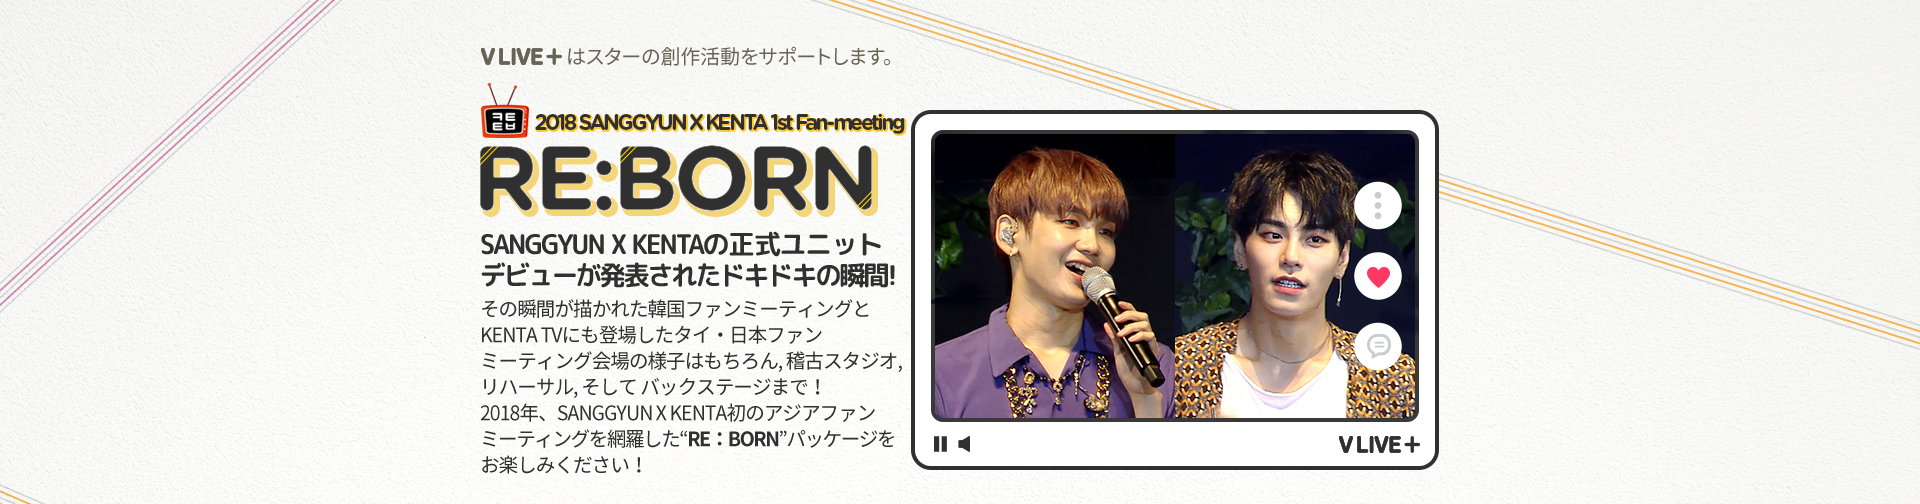 V LIVE+ はスターの創作活動をサポートします。
ㅋㅌ
ㅌㅂ
2018 SANGGYUN X KENTA 1st Fan-meeting
RE:BORN
SANGGYUN X KENTAの正式ユニット
デビューが発表されたドキドキの瞬間!
その瞬間が描かれた韓国ファンミーティングと
KENTA TVにも登場したタイ・日本ファン
ミーティング会場の様子はもちろん, 稽古スタジオ,
リハーサル, そして バックステージまで！
2018年、SANGGYUN X KENTA初のアジアファン
ミーティングを網羅した“RE：BORN”パッケージを
お楽しみください！
V LIVE+